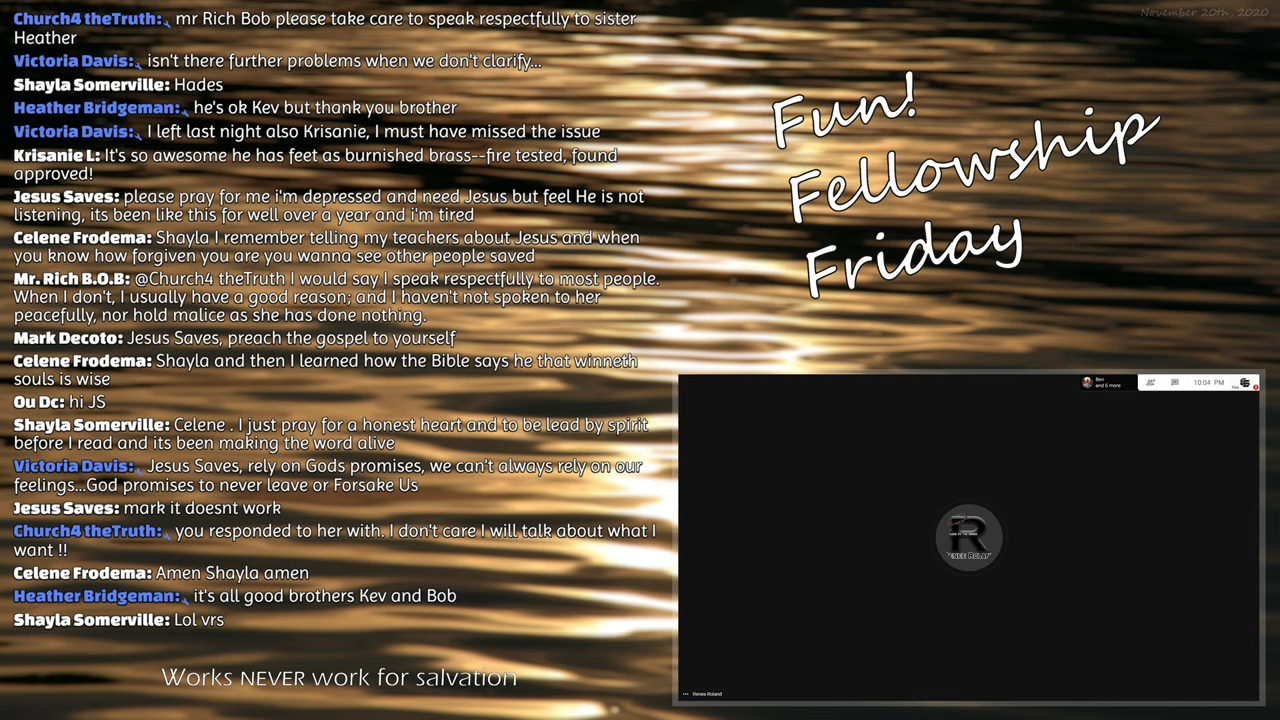 Church4 theTruth: mr Rich Bob please take care to speak respectfully to sister
Heather
Victoria Davis: isn't there further problems when we don't clarify...
Shayla Somerville: Hades
Heather Bridgeman: he's ok Kev but thank you brother
Victoria Davis: I left last night also Krisanie, I must have missed the issue
Krisanie L: It's so awesome he has feet as burnished brass--fire tested, found
approved!
Jesus Saves: please pray for me i'm depressed and need Jesus but feel He is not
listening, its been like this for well over a year and i'm tired
Celene Frodema: Shayla I remember telling my teachers about Jesus and when
you know how forgiven you are you wanna see other people saved
Mr. Rich B.O.B: @Church4 theTruth I would say I speak respectfully to most people.
When I don't, I usually have a good reason; and I haven't not spoken to her
peacefully, nor hold malice as she has done nothing.
Mark Decoto: Jesus Saves, preach the gospel to yourself
Celene Frodema: Shayla and then I learned how the Bible says he that winneth
souls is wise
Ou Dc: hi JS
Shayla Somerville: Celene . I just pray for a honest heart and to be lead by spirit
before I read and its been making the word alive
Victoria Davis: Jesus Saves, rely on Gods promises, we can't always rely on our
feelings...God promises to never leave or Forsake Us
Jesus Saves: mark it doesnt work
Church4 theTruth: you responded to her with. I don't care I will talk about what I
want !!
Celene Frodema: Amen Shayla amen
Heather Bridgeman: it's all good brothers Kev and Bob
Shayla Somerville: Lol vrs
Works NEVER work for salvation
November 20th, 2020
Fun!
Fellowship
Friday
Ben
and 5 more
10:04 PM
You
R
Renee Roland